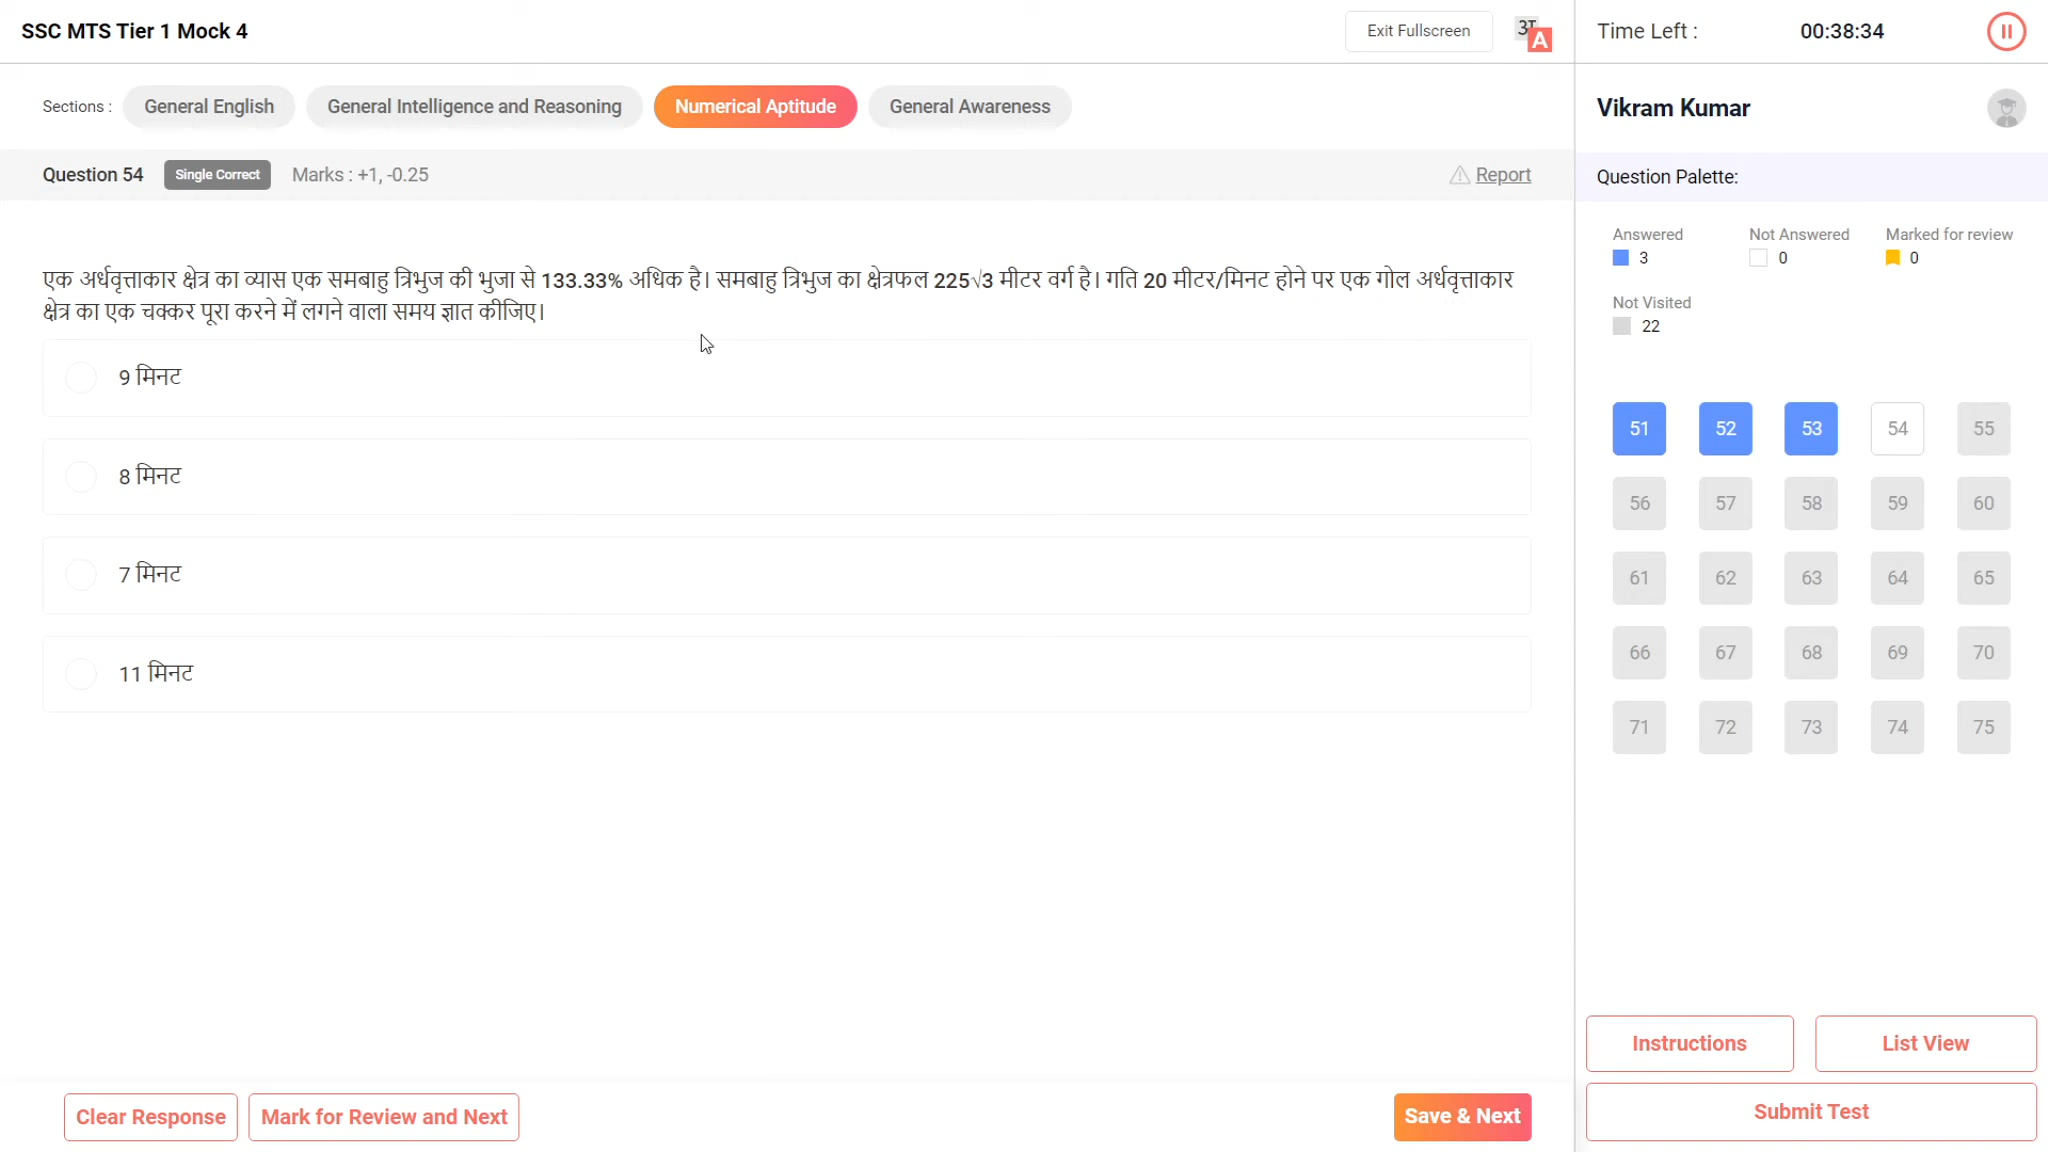 SSC MTS Tier 1 Mock 4
Exit Fullscreen
अ A
Time Left : 00:38:34
Sections : General English General Intelligence and Reasoning Numerical Aptitude General Awareness
Vikram Kumar
Question 54 Single Correct Marks : +1, -0.25 Report
Question Palette:
एक अर्धवृत्ताकार क्षेत्र का व्यास एक समबाहु त्रिभुज की भुजा से 133.33% अधिक है। समबाहु त्रिभुज का क्षेत्रफल 225√3 मीटर वर्ग है। गति 20 मीटर/मिनट होने पर एक गोल अर्धवृत्ताकार
क्षेत्र का एक चक्कर पूरा करने में लगने वाला समय ज्ञात कीजिए।
9 मिनट
8 मिनट
7 मिनट
11 मिनट
Answered Not Answered Marked for review
3 0 0
Not Visited
22
51 52 53 54 55
56 57 58 59 60
61 62 63 64 65
66 67 68 69 70
71 72 73 74 75
Instructions List View
Clear Response Mark for Review and Next Save & Next
Submit Test